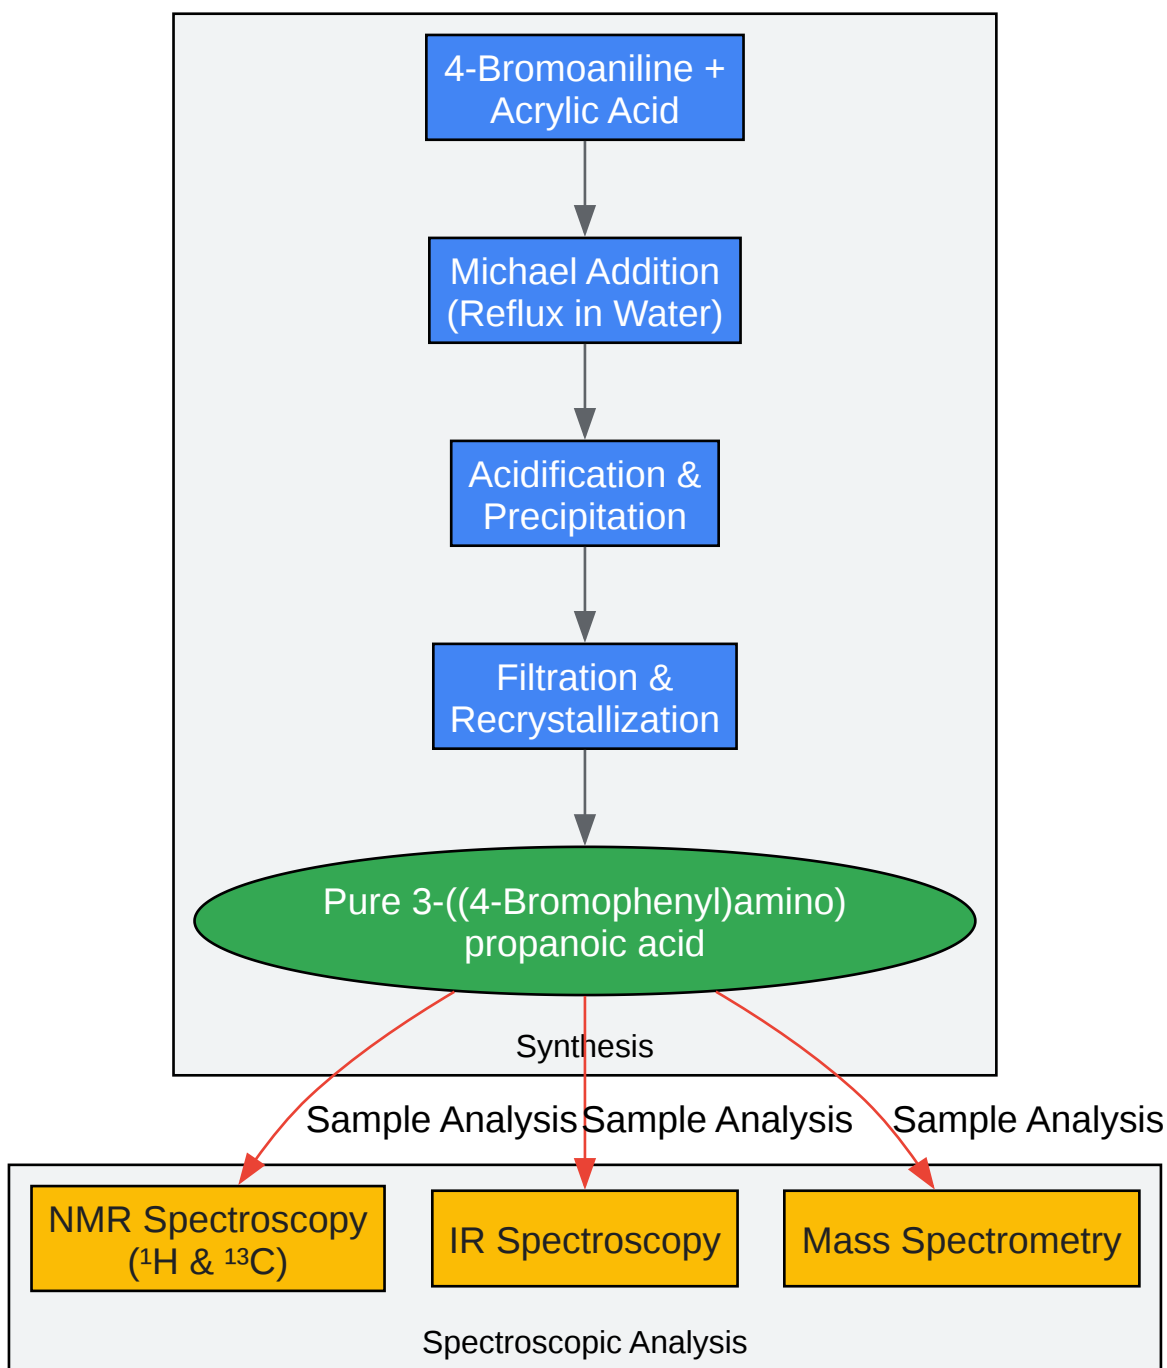 4-Bromoaniline +
Acrylic Acid
Michael Addition
(Reflux in Water)
Acidification &
Precipitation
Filtration &
Recrystallization
Pure 3-((4-Bromophenyl)amino)
propanoic acid
Synthesis
Sample Analysis
Sample Analysis
Sample Analysis
NMR Spectroscopy
(¹H & ¹³C)
IR Spectroscopy
Mass Spectrometry
Spectroscopic Analysis